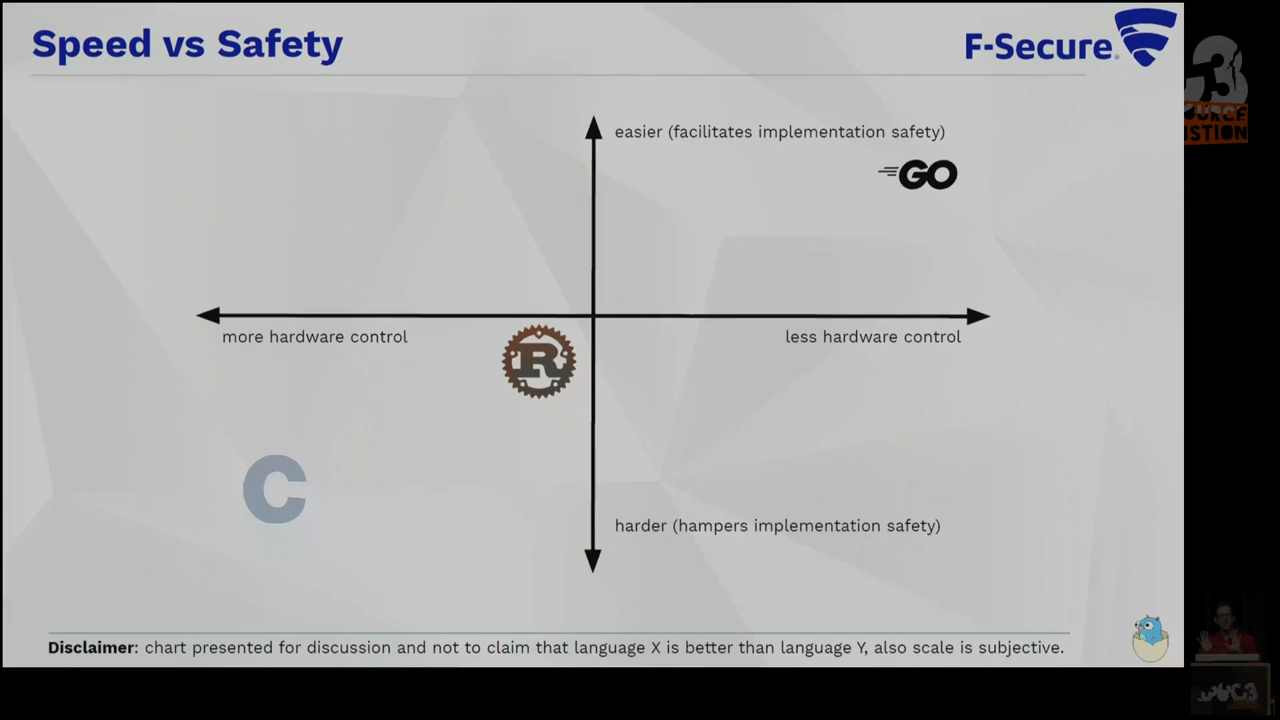 Speed vs Safety
F-Secure®
easier (facilitates implementation safety)
GO
more hardware control
less hardware control
R
C
harder (hampers implementation safety)
Disclaimer: chart presented for discussion and not to claim that language X is better than language Y, also scale is subjective.